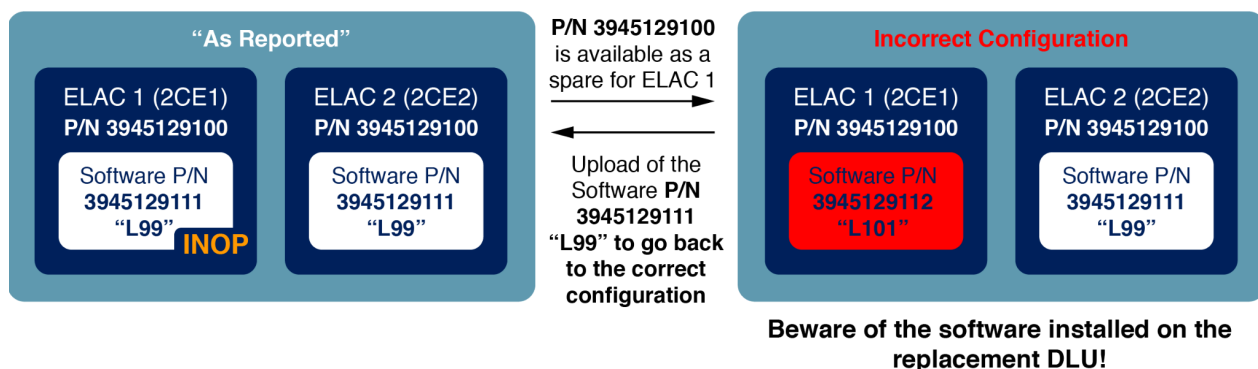 “As Reported”
ELAC 1 (2CE1)
P/N 3945129100
Software P/N
3945129111
“L99”
INOP
ELAC 2 (2CE2)
P/N 3945129100
Software P/N
3945129111
“L99”
P/N 3945129100
is available as a
spare for ELAC 1
Upload of the
Software P/N
3945129111
“L99” to go back
to the correct
configuration
Incorrect Configuration
ELAC 1 (2CE1)
P/N 3945129100
Software P/N
3945129112
“L101”
ELAC 2 (2CE2)
P/N 3945129100
Software P/N
3945129111
“L99”
Beware of the software installed on the
replacement DLU!